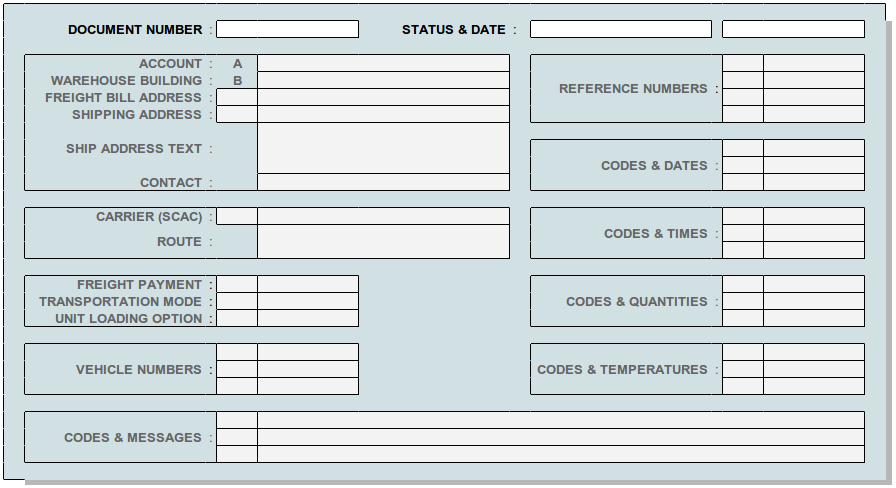 DOCUMENT NUMBER :
STATUS & DATE :
ACCOUNT : A
WAREHOUSE BUILDING : B
FREIGHT BILL ADDRESS :
SHIPPING ADDRESS :
SHIP ADDRESS TEXT :
CONTACT :
REFERENCE NUMBERS :
CODES & DATES :
CARRIER (SCAC) :
ROUTE :
CODES & TIMES :
FREIGHT PAYMENT :
TRANSPORTATION MODE :
UNIT LOADING OPTION :
CODES & QUANTITIES :
VEHICLE NUMBERS :
CODES & TEMPERATURES :
CODES & MESSAGES :